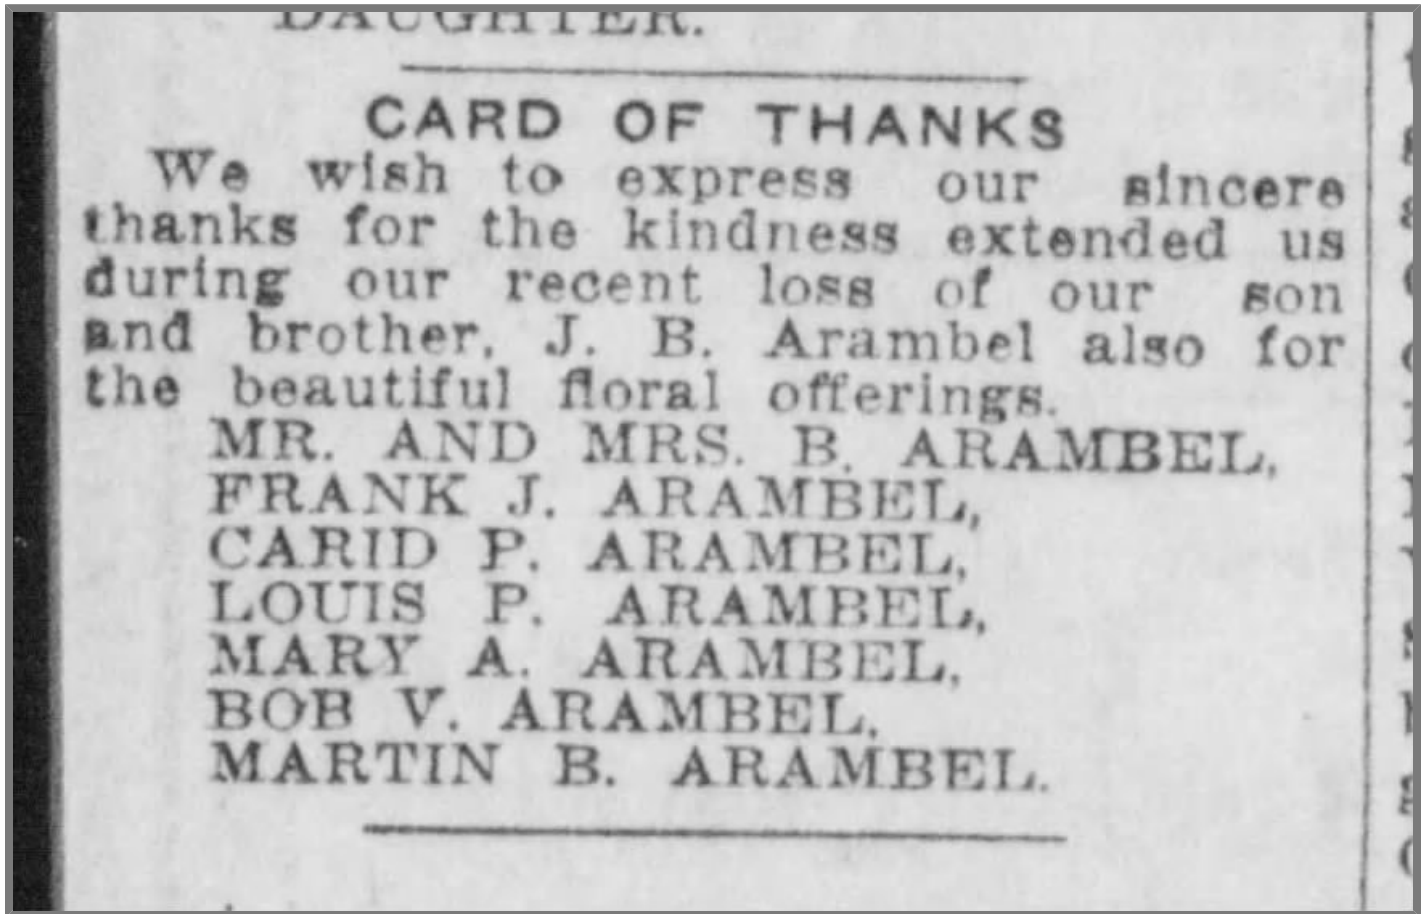 DAUGHTER.
CARD OF THANKS
We wish to express our sincere
thanks for the kindness extended us
during our recent loss of our son
and brother, J. B. Arambel also for
the beautiful floral offerings.
MR. AND MRS. B. ARAMBEL,
FRANK J. ARAMBEL,
CARID P. ARAMBEL,
LOUIS P. ARAMBEL,
MARY A. ARAMBEL,
BOB V. ARAMBEL,
MARTIN B. ARAMBEL.